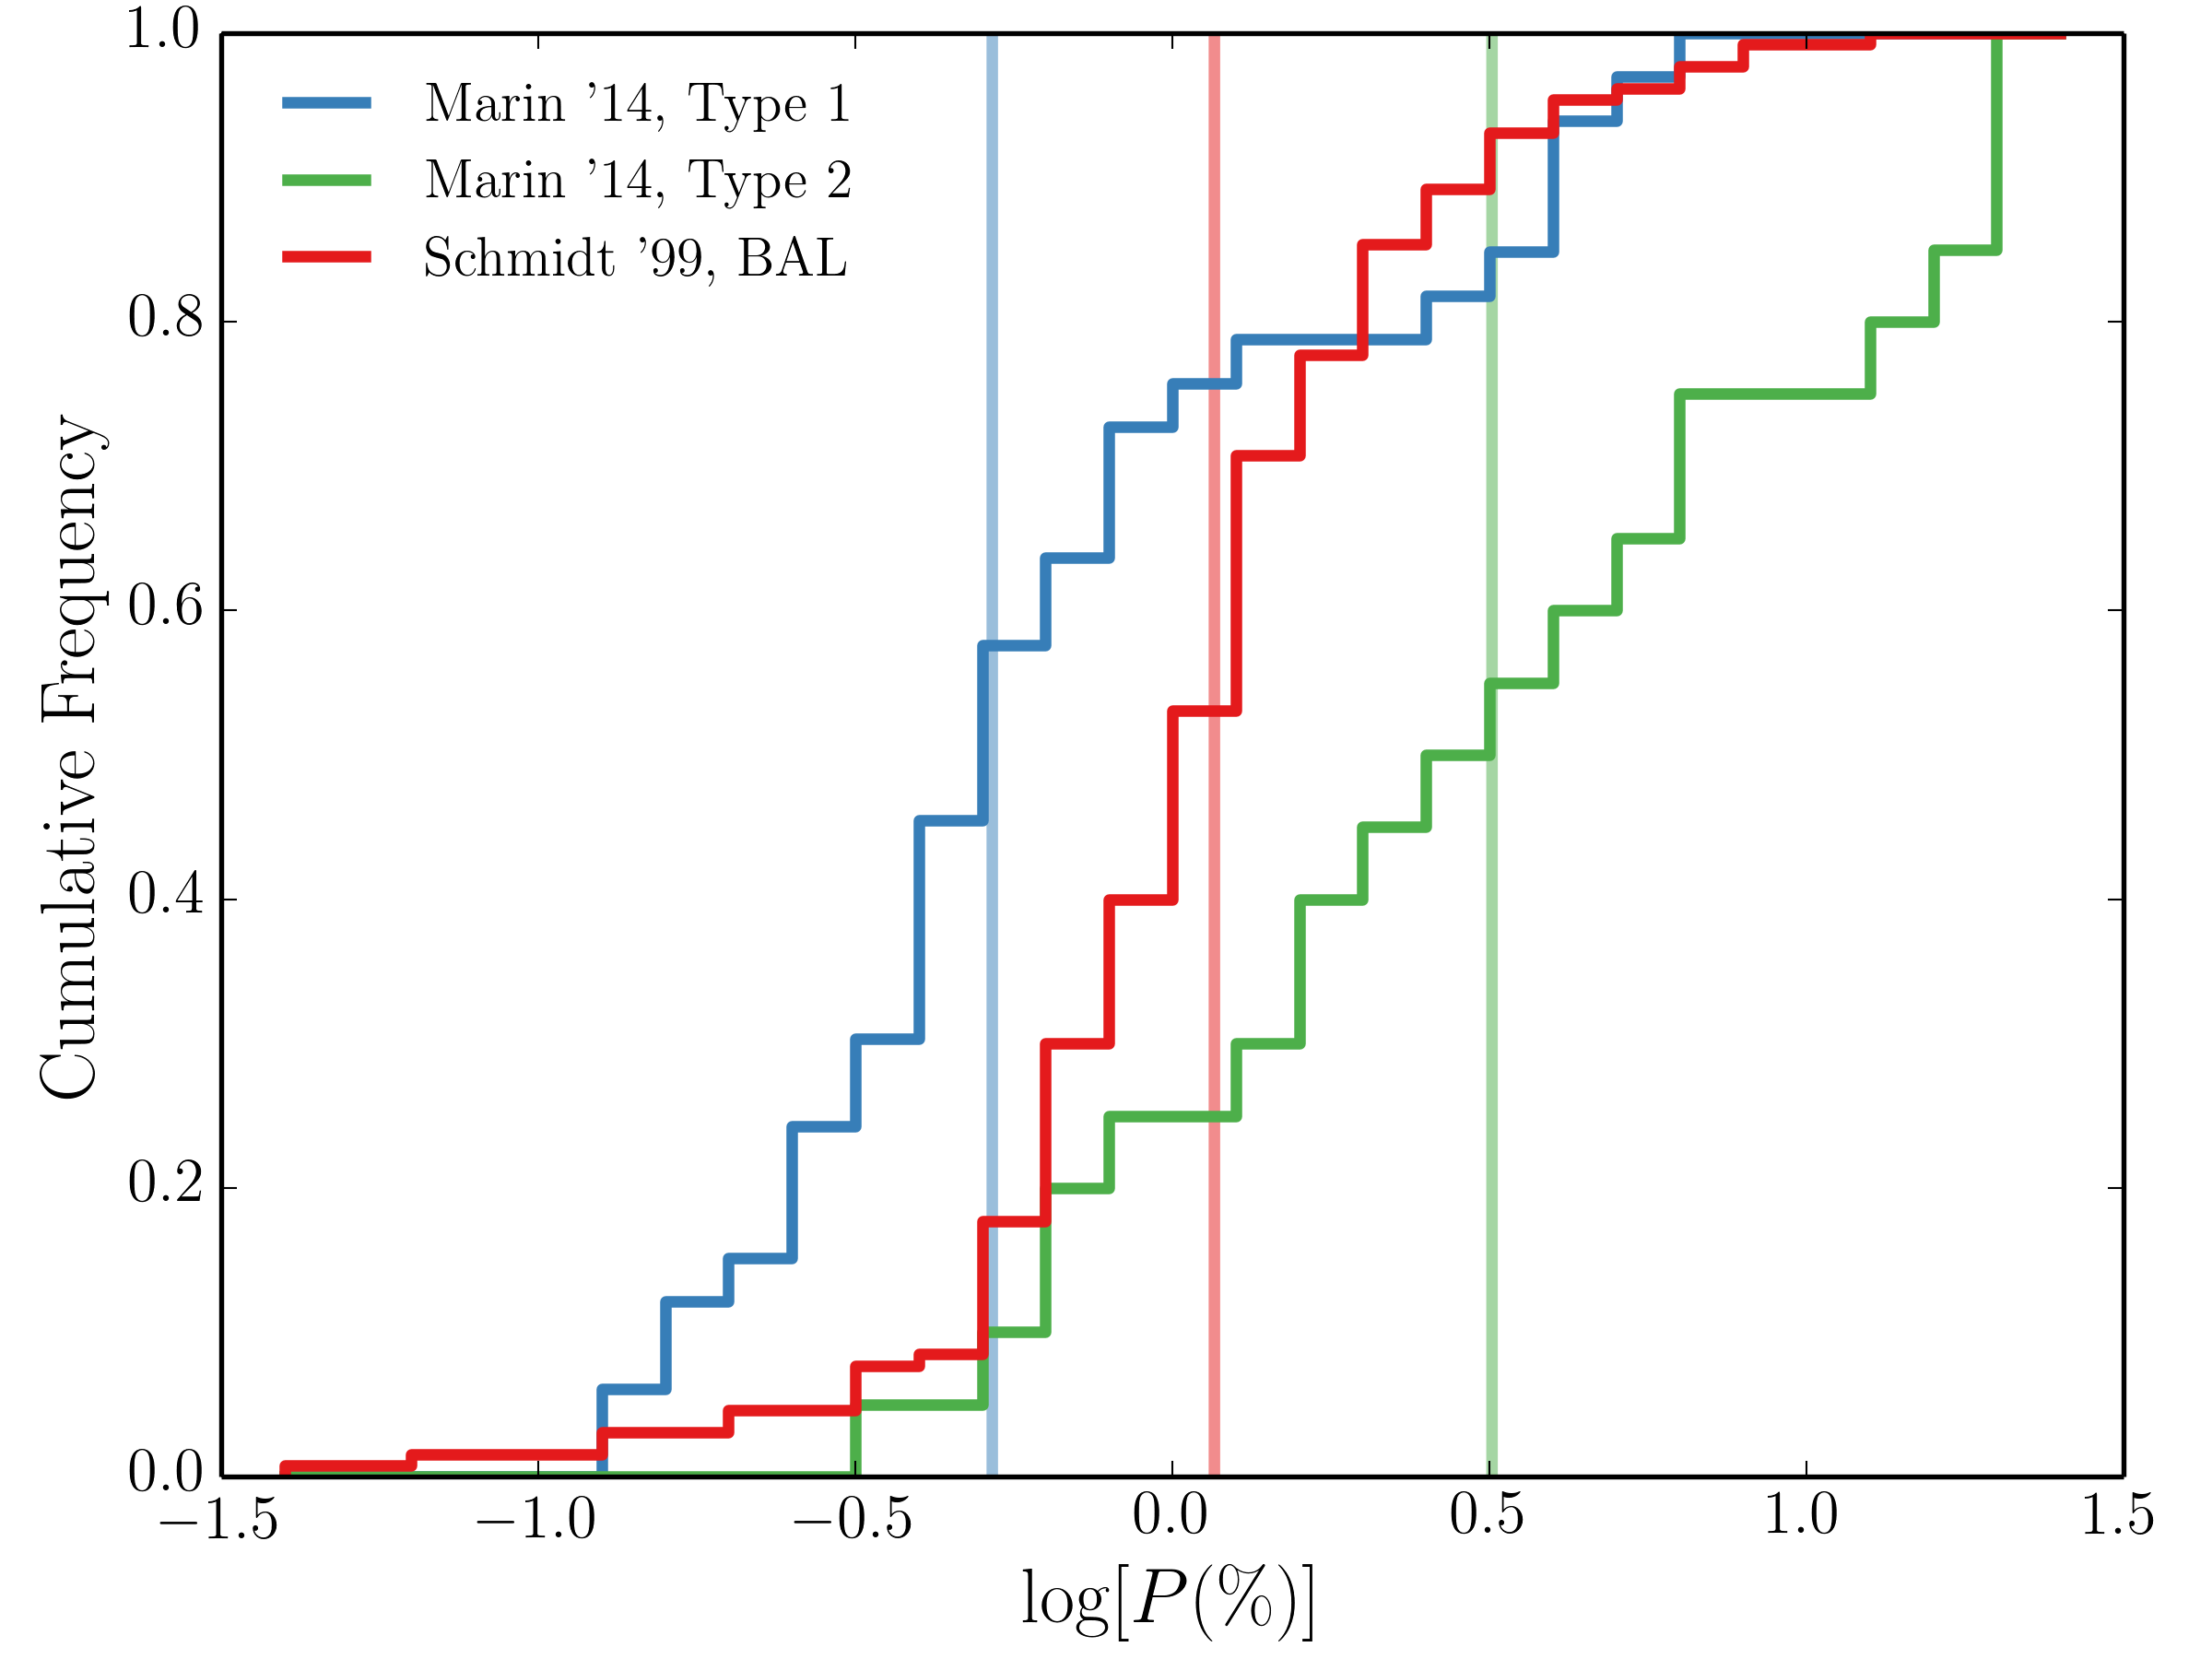 1.0
Marin ’14, Type 1
Marin ’14, Type 2
Schmidt ’99, BAL
0.8
0.6
0.4
0.2
0.0
Cumulative Frequency
−1.5 −1.0 −0.5 0.0 0.5 1.0 1.5
log[P(%)]